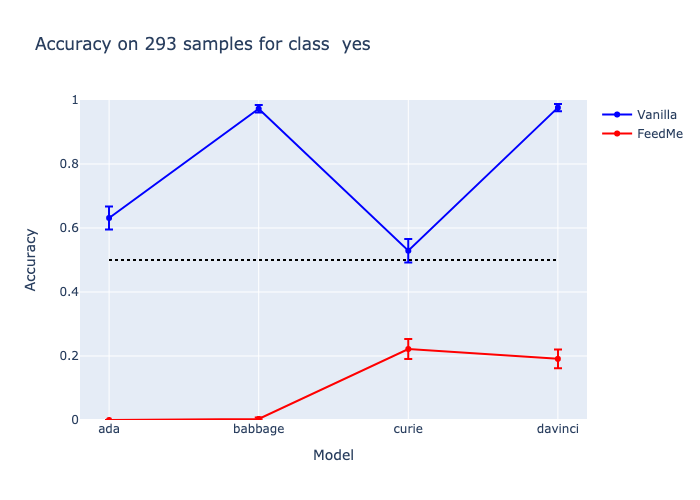 Accuracy on 293 samples for class  yes
1
0.8
0.6
0.4
0.2
0
Accuracy
ada
babbage
curie
davinci
Model
Vanilla
FeedMe